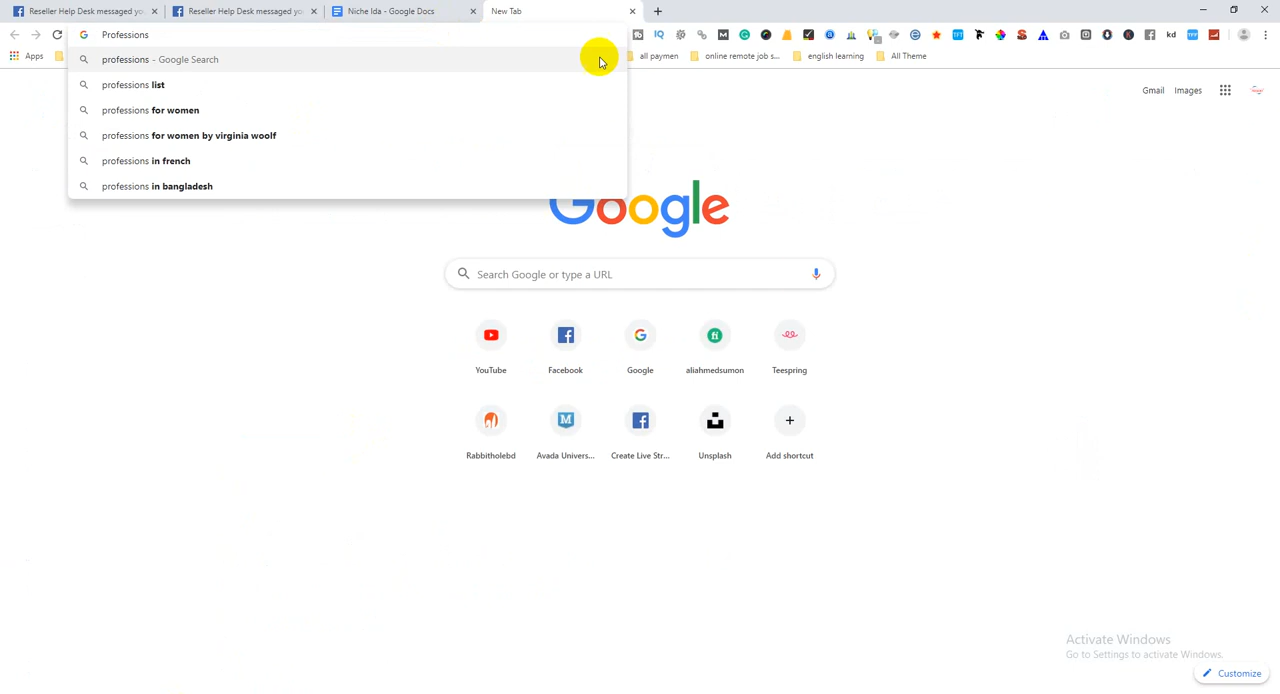 Reseller Help Desk messaged yo
Reseller Help Desk messaged yo
Niche Ida - Google Docs
New Tab
Professions
Apps
all paymen
online remote job s...
english learning
All Theme
professions - Google Search
professions list
professions for women
professions for women by virginia woolf
professions in french
professions in bangladesh
Gmail
Images
Google
Search Google or type a URL
YouTube
Facebook
Google
aliahmedsumon
Teespring
Rabbitholebd
Avada Univers...
Create Live Str...
Unsplash
Add shortcut
Activate Windows
Go to Settings to activate Windows.
Customize